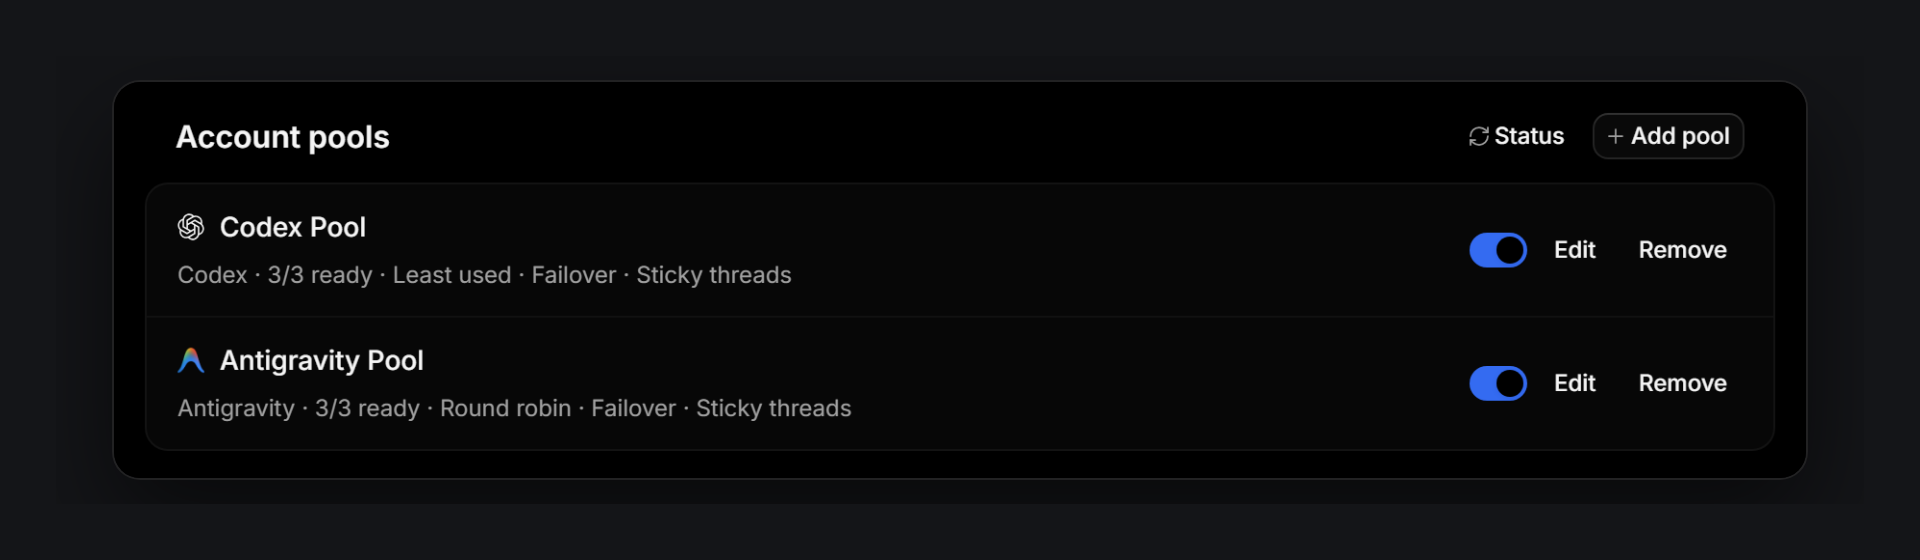 Account pools
Status
Add pool
Codex Pool
Codex · 3/3 ready · Least used · Failover · Sticky threads
Edit
Remove
Antigravity Pool
Antigravity · 3/3 ready · Round robin · Failover · Sticky threads
Edit
Remove